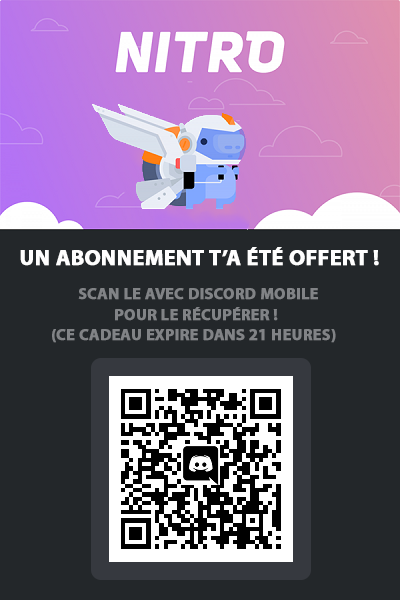 NITRO
UN ABONNEMENT T’A ÉTÉ OFFERT !
SCAN LE AVEC DISCORD MOBILE
POUR LE RÉCUPÉRER !
(CE CADEAU EXPIRE DANS 21 HEURES)